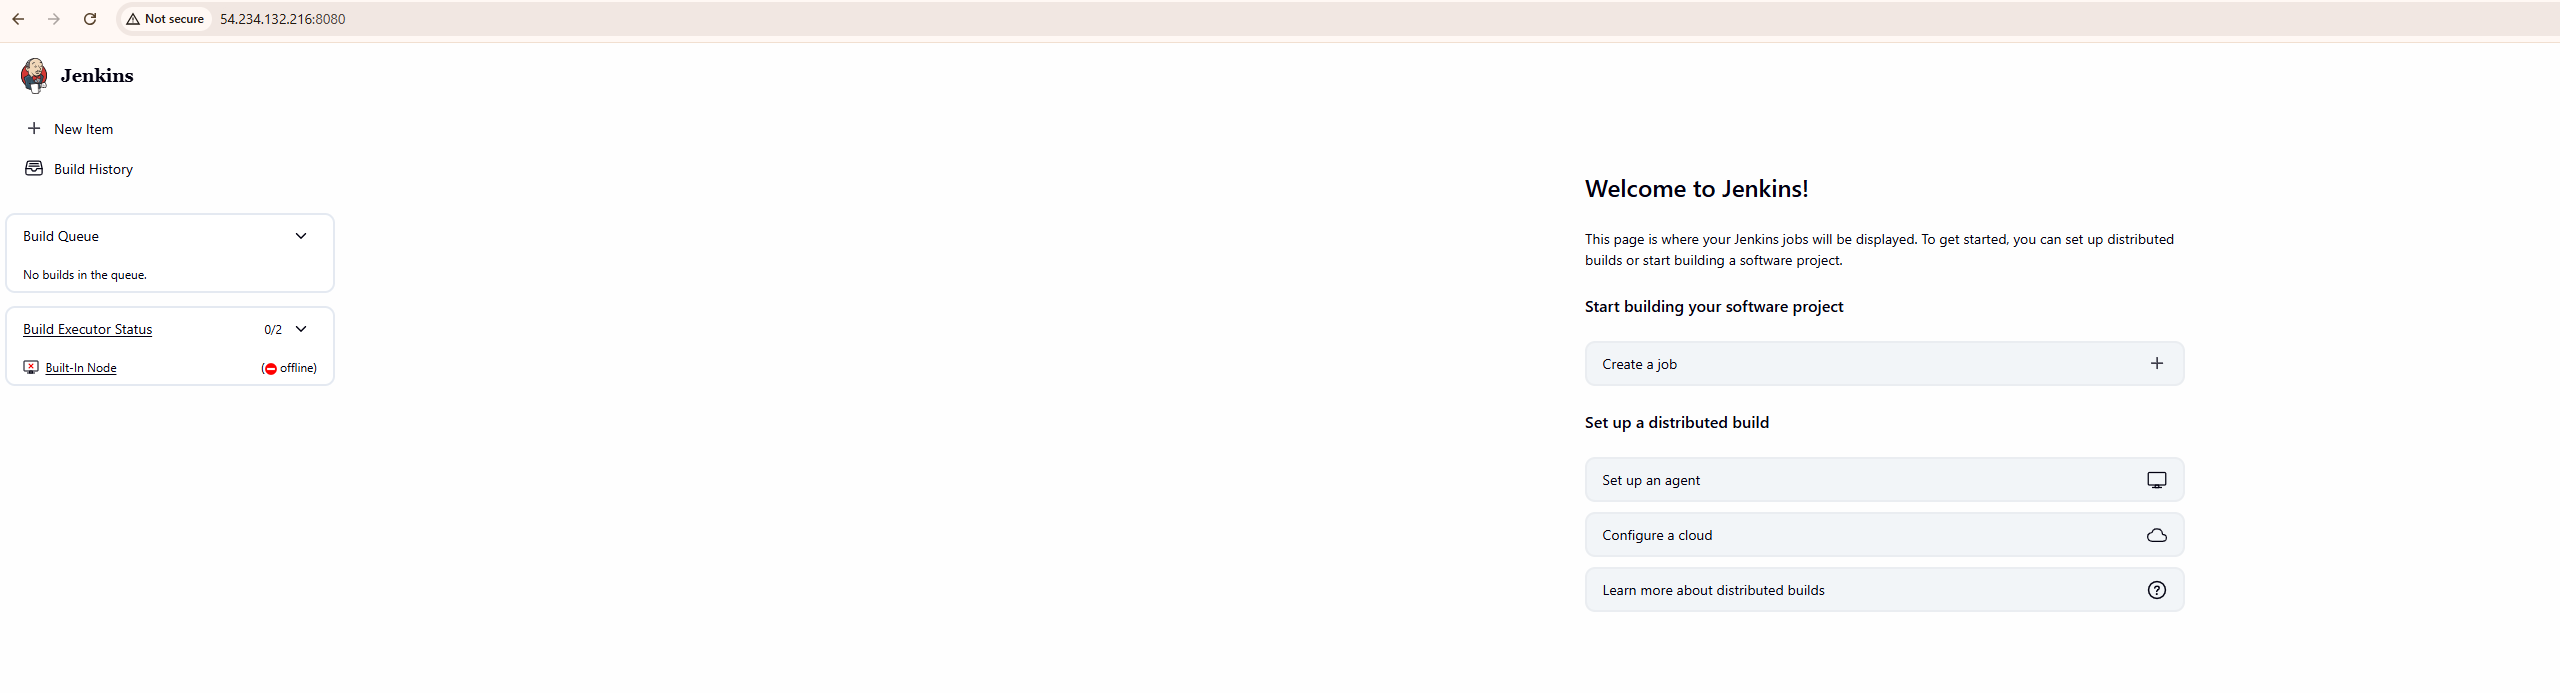 Not secure 54.234.132.216:8080
Jenkins
New Item
Build History
Build Queue
No builds in the queue.
Build Executor Status 0/2
Built-In Node (offline)
Welcome to Jenkins!
This page is where your Jenkins jobs will be displayed. To get started, you can set up distributed
builds or start building a software project.
Start building your software project
Create a job
Set up a distributed build
Set up an agent
Configure a cloud
Learn more about distributed builds